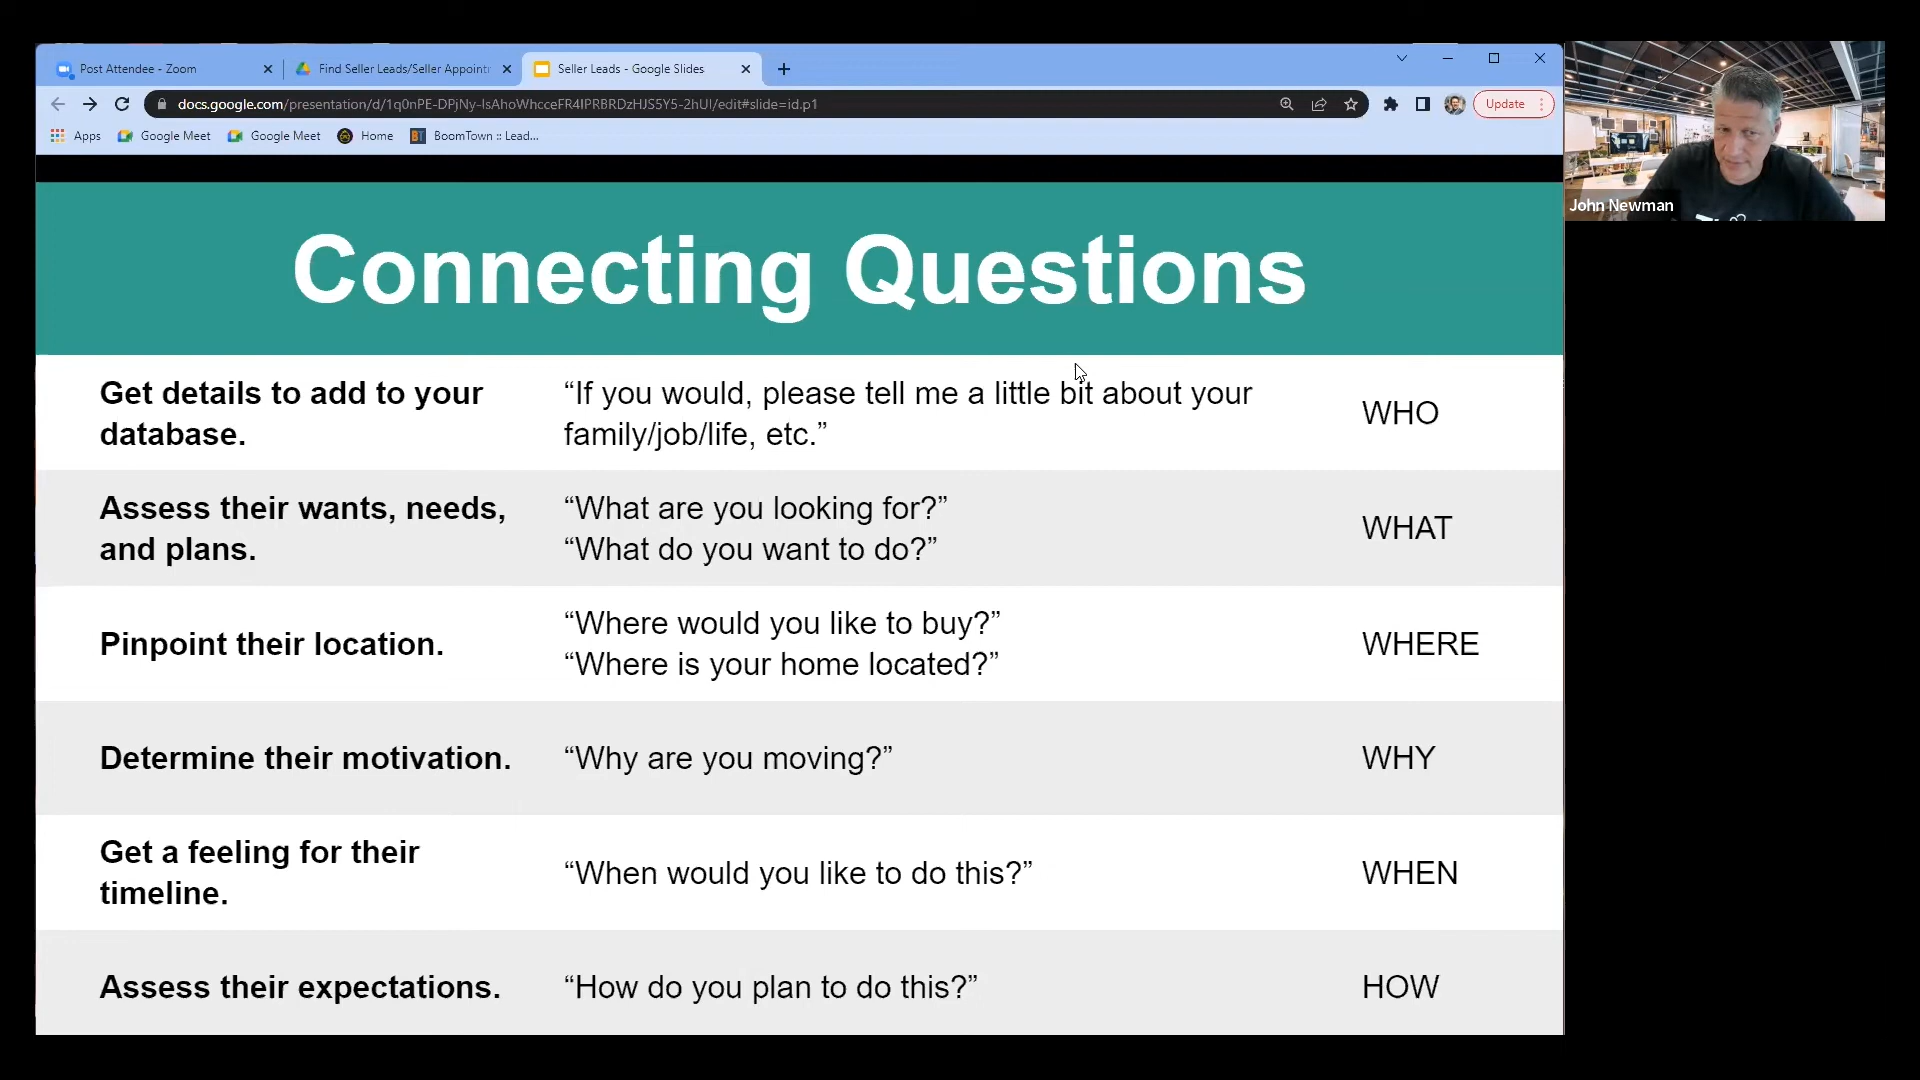 Post Attendee - Zoom
Find Seller Leads/Seller Appointr
Seller Leads - Google Slides
docs.google.com/presentation/d/1q0nPE-DPjNy-IsAhoWhcceFR4IPRBRDzHJS5Y5-2hUI/edit#slide=id.p1
Update
Apps
Google Meet
Google Meet
Home
BT
BoomTown :: Lead...
John Newman
Connecting Questions
Get details to add to your
database.
“If you would, please tell me a little bit about your
family/job/life, etc.”
WHO
Assess their wants, needs,
and plans.
“What are you looking for?”
“What do you want to do?”
WHAT
Pinpoint their location.
“Where would you like to buy?”
“Where is your home located?”
WHERE
Determine their motivation.
“Why are you moving?”
WHY
Get a feeling for their
timeline.
“When would you like to do this?”
WHEN
Assess their expectations.
“How do you plan to do this?”
HOW